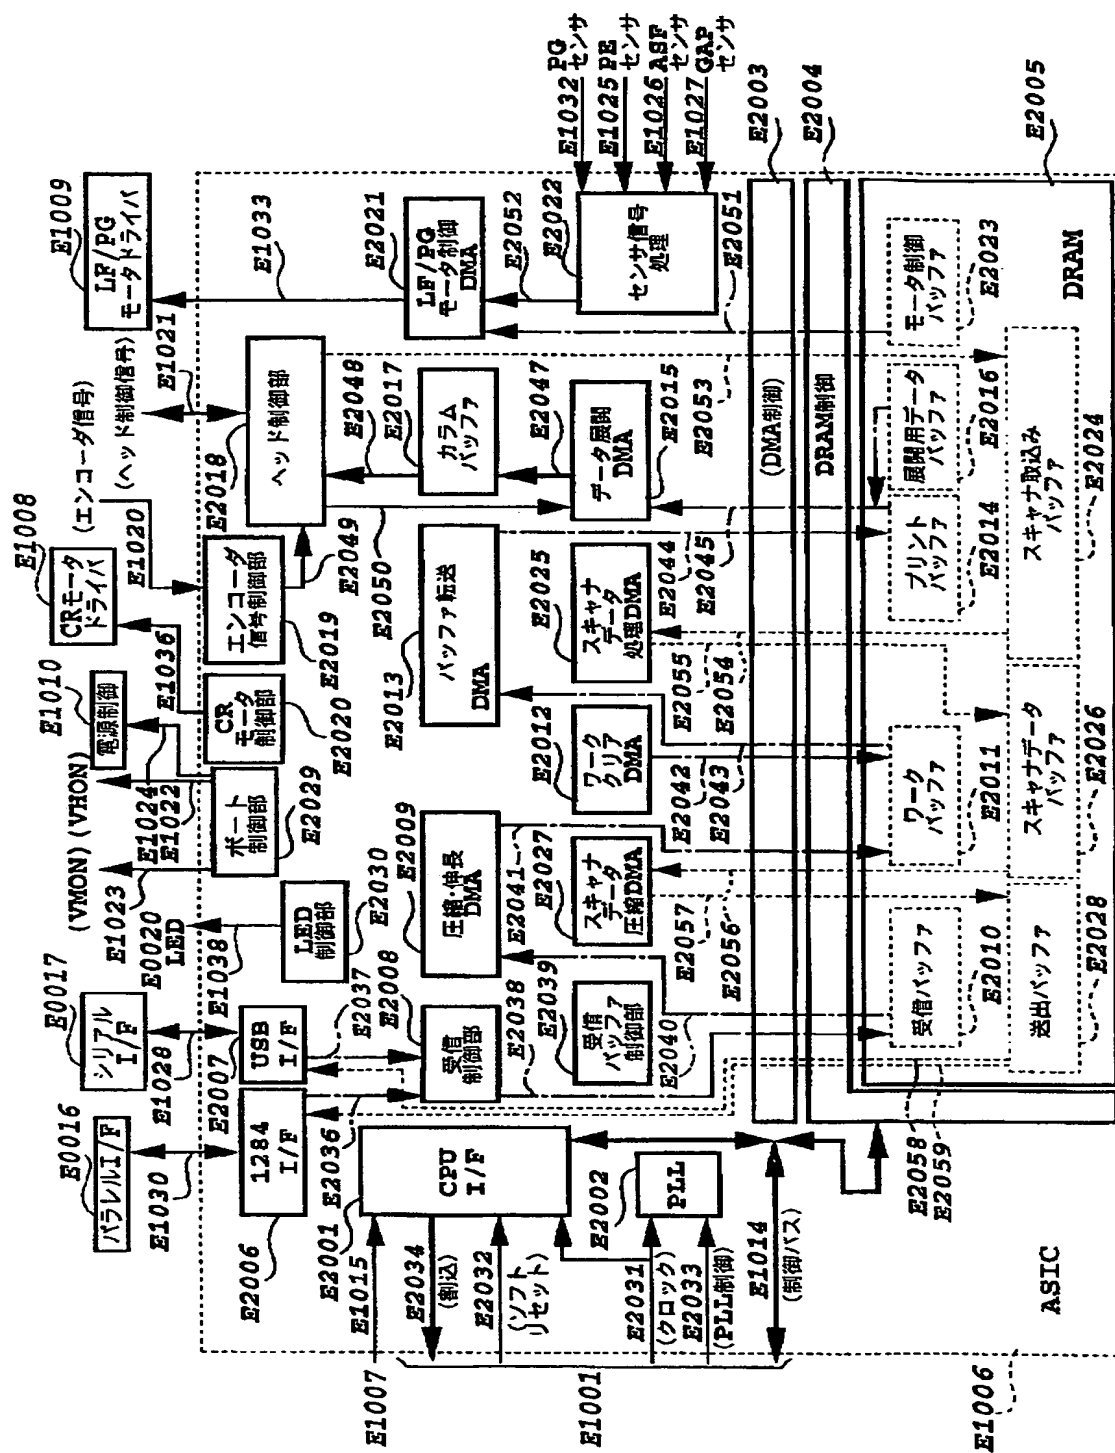 E0016
パラレルI/F
E1030
E0017
シリアル
I/F
E1028
E0020
LED
E1038
(VMON)
(VHON)
E1023
E1024
E1022
E1010
電源制御
E1036
E1008
CRモータ
ドライバ
E1020
(エンコーダ信号)
(ヘッド制御信号)
E1021
E1009
LF/PG
モータドライバ
E1033
E2006
1284
I/F
E2007
USB
I/F
LED
制御部
E2030
ポート
制御部
E2029
CR
モータ
制御部
E2020
エンコーダ
信号制御部
E2019
E2018
ヘッド制御部
E2001
CPU
I/F
E2036
E2037
E2008
受信
制御部
E2038
E2009
圧縮・伸長
DMA
E2041
E2013
バッファ転送
DMA
E2049
E2050
E2048
E2017
カラム
バッファ
E2047
E2021
LF/PG
モータ制御
DMA
E2052
E2022
センサ信号
処理
E1032
PG
センサ
E1025
PE
センサ
E1026
ASF
センサ
E1027
GAP
センサ
E1007
E1015
E2034
(割込)
E2032
(ソフト
リセット)
E1001
E2031
(クロック)
E2033
(PLL制御)
E2002
PLL
E1014
(制御バス)
E2039
受信
バッファ
制御部
E2040
E2027
スキャナ
データ
圧縮DMA
E2057
E2056
E2012
ワーク
クリア
DMA
E2042
E2043
E2025
スキャナ
データ
処理DMA
E2055
E2054
E2044
E2045
データ展開
DMA
E2015
E2053
E2051
(DMA制御)
E2003
DRAM制御
E2004
E2005
E2058
E2059
受信バッファ
E2010
ワーク
バッファ
E2011
プリント
バッファ
E2014
展開用データ
バッファ
E2016
モータ制御
バッファ
E2023
送出バッファ
E2028
スキャナデータ
バッファ
E2026
スキャナ取込み
バッファ
E2024
DRAM
ASIC
E1006